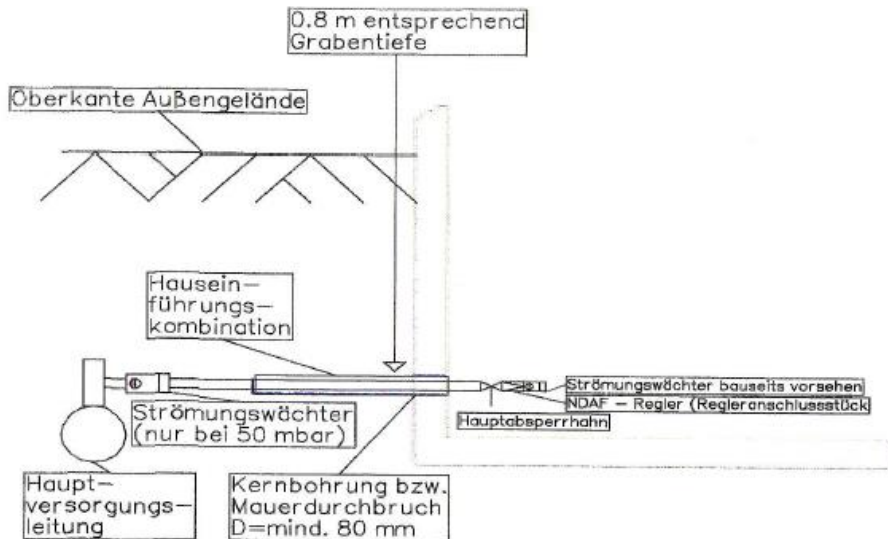 0.8 m entsprechend
Grabentiefe
Oberkante Außengelände
Hausein-
führungs-
kombination
Strömungswächter bauseits vorsehen
NDAF - Regler (Regleranschlussstück
Hauptabsperrhahn
Strömungswächter
(nur bei 50 mbar)
Haupt-
versorgungs-
leitung
Kernbohrung bzw.
Mauerdurchbruch
D=mind. 80 mm